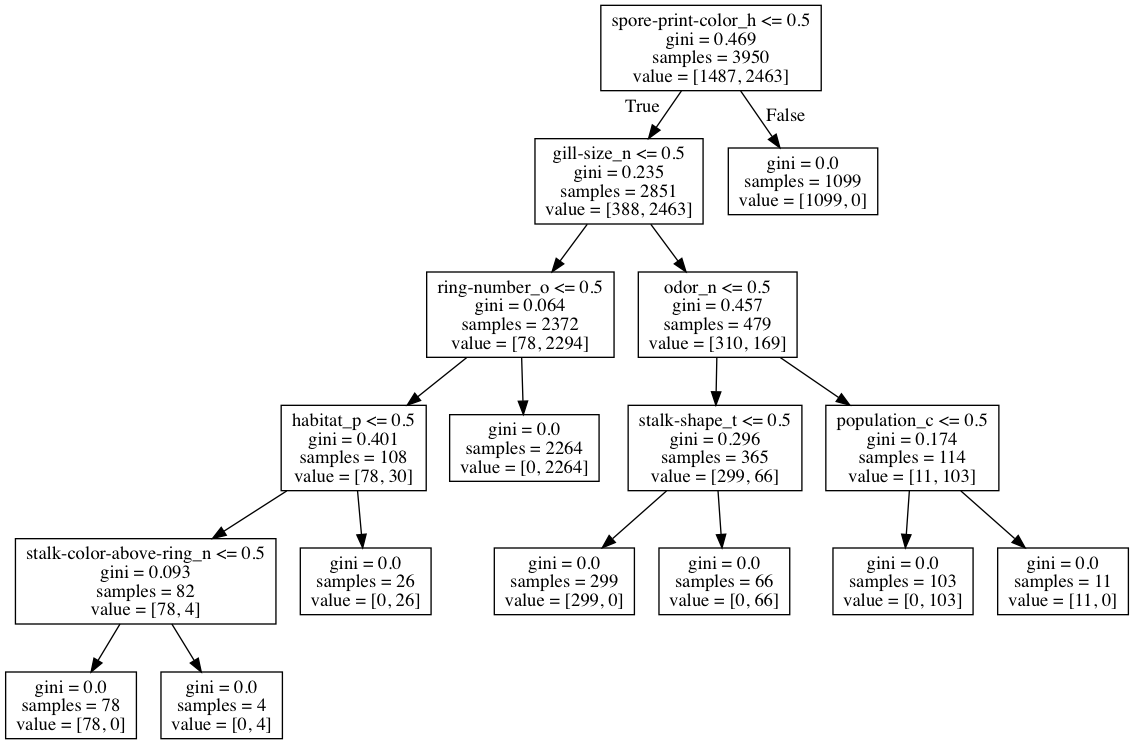 spore-print-color_h <= 0.5
gini = 0.469
samples = 3950
value = [1487, 2463]
True
False
gill-size_n <= 0.5
gini = 0.235
samples = 2851
value = [388, 2463]
gini = 0.0
samples = 1099
value = [1099, 0]
ring-number_o <= 0.5
gini = 0.064
samples = 2372
value = [78, 2294]
odor_n <= 0.5
gini = 0.457
samples = 479
value = [310, 169]
habitat_p <= 0.5
gini = 0.401
samples = 108
value = [78, 30]
gini = 0.0
samples = 2264
value = [0, 2264]
stalk-shape_t <= 0.5
gini = 0.296
samples = 365
value = [299, 66]
population_c <= 0.5
gini = 0.174
samples = 114
value = [11, 103]
stalk-color-above-ring_n <= 0.5
gini = 0.093
samples = 82
value = [78, 4]
gini = 0.0
samples = 26
value = [0, 26]
gini = 0.0
samples = 299
value = [299, 0]
gini = 0.0
samples = 66
value = [0, 66]
gini = 0.0
samples = 103
value = [0, 103]
gini = 0.0
samples = 11
value = [11, 0]
gini = 0.0
samples = 78
value = [78, 0]
gini = 0.0
samples = 4
value = [0, 4]